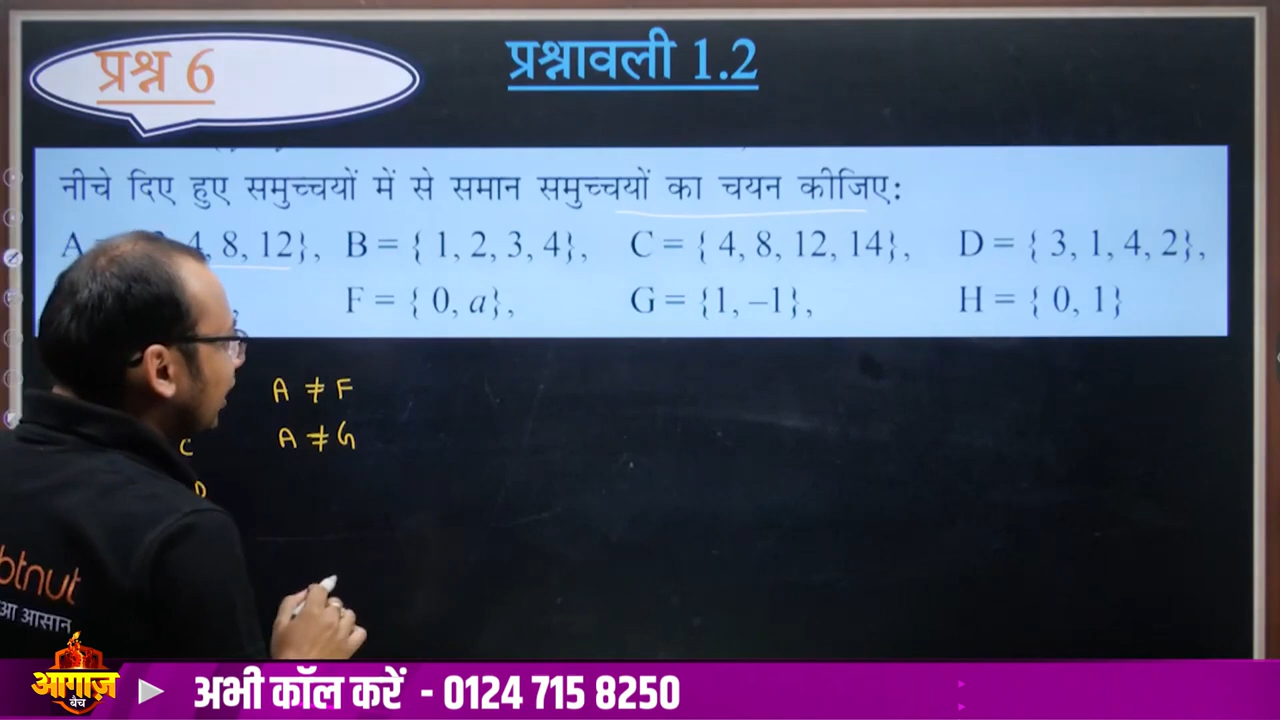 प्रश्न 6
प्रश्नावली 1.2
नीचे दिए हुए समुच्चयों में से समान समुच्चयों का चयन कीजिए:
A 4, 8, 12}, B = { 1, 2, 3, 4}, C = { 4, 8, 12, 14}, D = { 3, 1, 4, 2},
, F = { 0, a}, G = {1, –1}, H = { 0, 1}
A ≠ F
C A ≠ G
D
btnut
आ आसान
आगाज़
बैच
अभी कॉल करें - 0124 715 8250